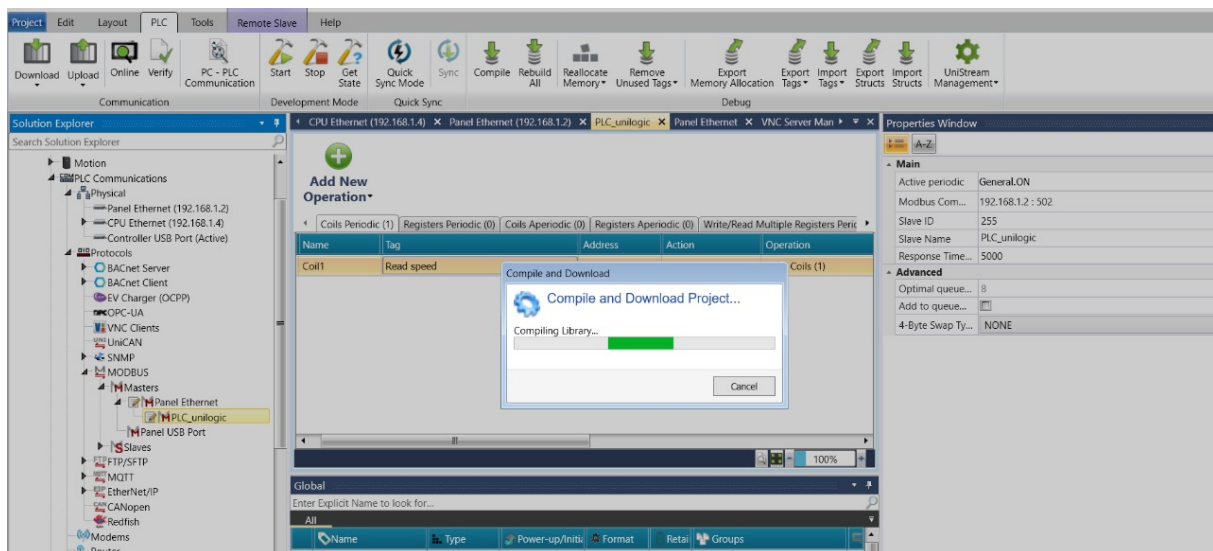 Project Edit Layout PLC Tools Remote Slave Help
Download Upload Online Verify PC - PLC Communication Start Stop Get State Quick Sync Mode Sync Compile Rebuild All Reallocate Memory Remove Unused Tags Export Memory Allocation Export Tags Import Tags Export Structs Import Structs UniStream Management
Communication Development Mode Quick Sync Debug
Solution Explorer
Search Solution Explorer
Motion
PLC Communications
Physical
Panel Ethernet (192.168.1.2)
CPU Ethernet (192.168.1.4)
Controller USB Port (Active)
Protocols
BACnet Server
BACnet Client
EV Charger (OCPP)
OPC-UA
VNC Clients
UniCAN
SNMP
MODBUS
Masters
Panel Ethernet
PLC_unilogic
Panel USB Port
Slaves
FTP/SFTP
MQTT
EtherNet/IP
CANopen
Redfish
Modems
CPU Ethernet (192.168.1.4) Panel Ethernet (192.168.1.2) PLC_unilogic Panel Ethernet VNC Server Man
Add New
Operation
Coils Periodic (1) Registers Periodic (0) Coils Aperiodic (0) Registers Aperiodic (0) Write/Read Multiple Registers Peric
Name Tag Address Action Operation
Coil1 Read speed Coils (1)
Compile and Download
Compile and Download Project...
Compiling Library...
Cancel
100%
Global
Enter Explicit Name to look for...
All
Name Type Power-up/Initi Format Retai Groups
Properties Window
A-Z
Main
Active periodic General.ON
Modbus Com... 192.168.1.2 : 502
Slave ID 255
Slave Name PLC_unilogic
Response Time... 5000
Advanced
Optimal queue... 8
Add to queue...
4-Byte Swap Ty... NONE